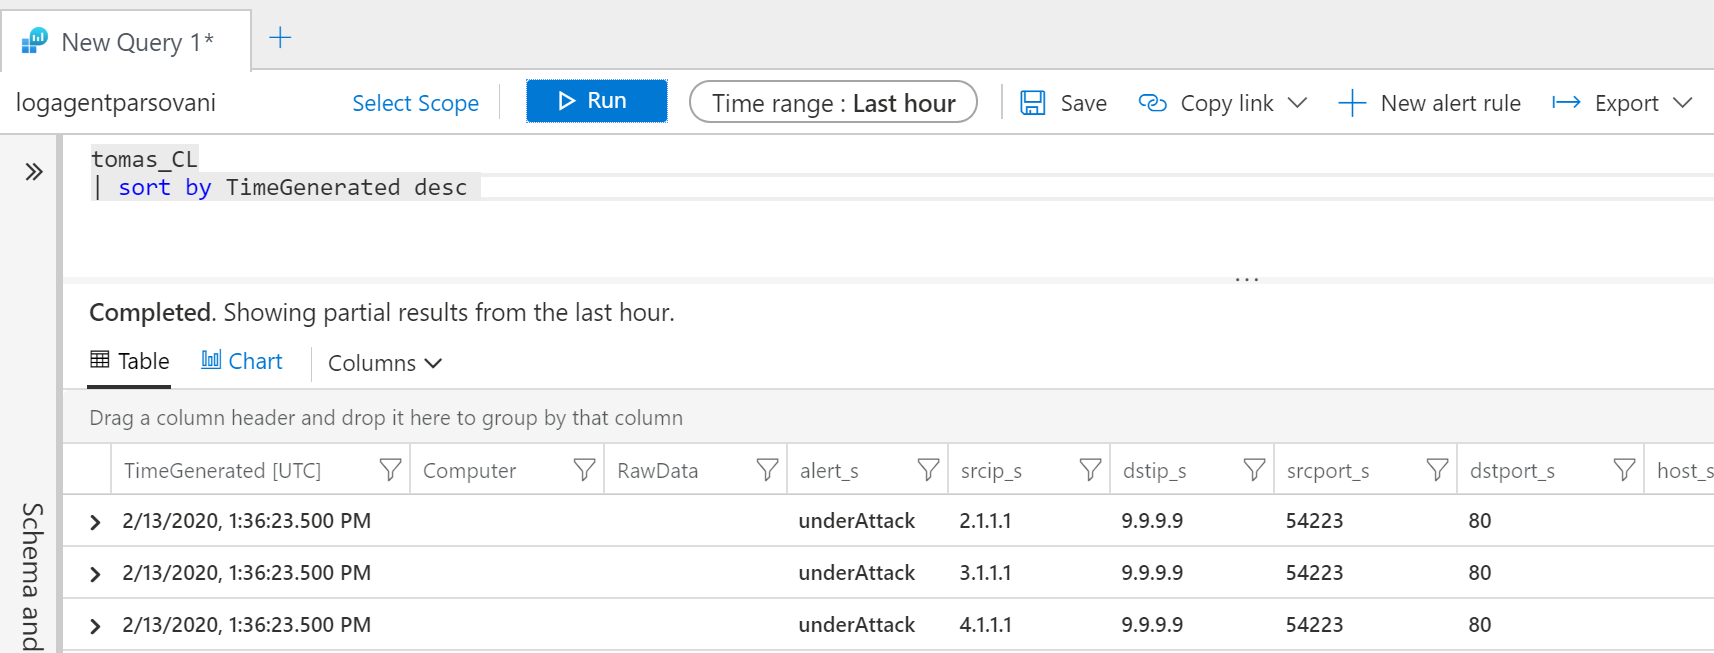 New Query 1*
logagentparsovani Select Scope Run Time range : Last hour Save Copy link New alert rule Export
tomas_CL
| sort by TimeGenerated desc
...
Completed. Showing partial results from the last hour.
Table Chart Columns
Drag a column header and drop it here to group by that column
TimeGenerated [UTC] Computer RawData alert_s srcip_s dstip_s srcport_s dstport_s host_s
2/13/2020, 1:36:23.500 PM underAttack 2.1.1.1 9.9.9.9 54223 80
2/13/2020, 1:36:23.500 PM underAttack 3.1.1.1 9.9.9.9 54223 80
2/13/2020, 1:36:23.500 PM underAttack 4.1.1.1 9.9.9.9 54223 80
Schema and